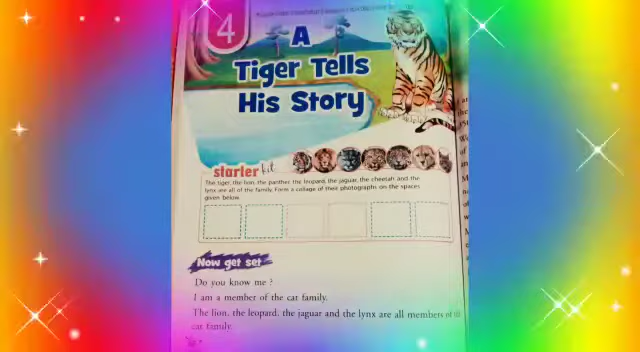 4
A
Tiger Tells
His Story
starter kit
The tiger, the lion, the panther, the leopard, the jaguar, the cheetah and the
lynx are all of the family. Form a collage of their photographs on the spaces
given below.
Now get set
Do you know me ?
I am a member of the cat family.
The lion, the leopard, the jaguar and the lynx are all members of the
cat family.